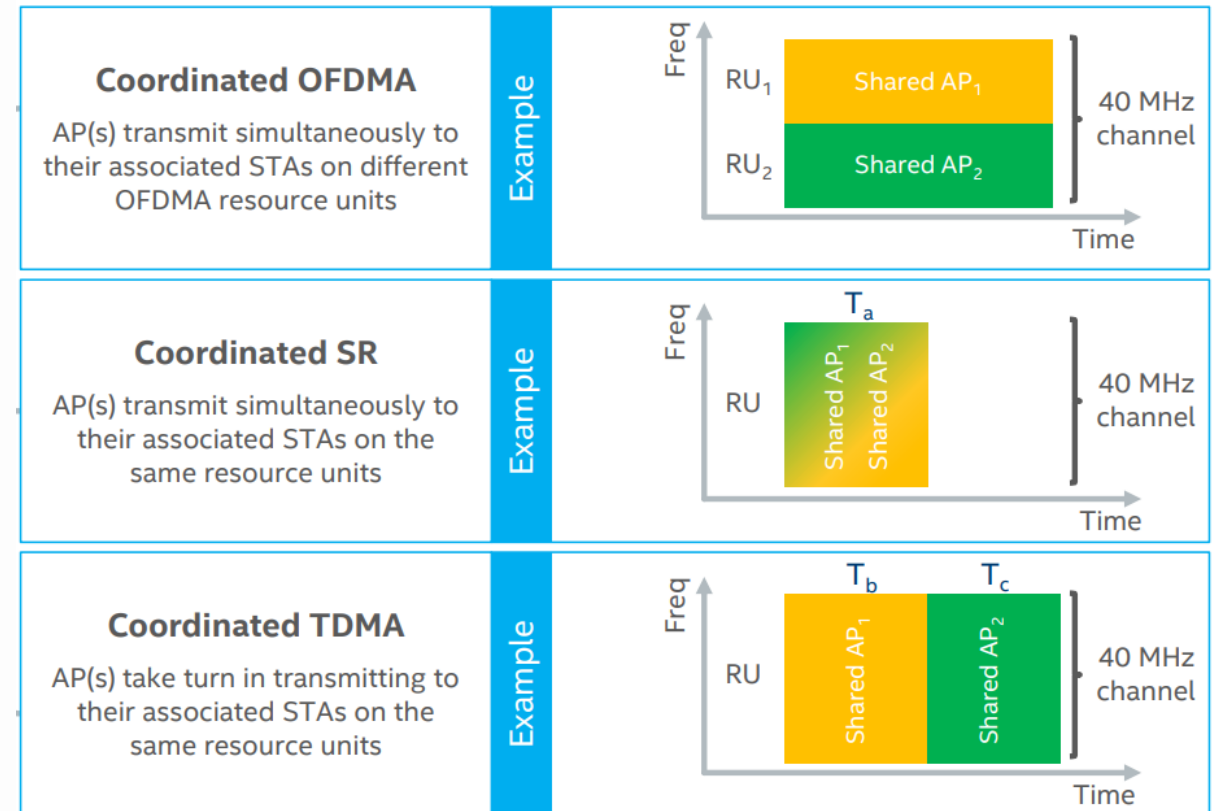 Coordinated OFDMA
AP(s) transmit simultaneously to
their associated STAs on different
OFDMA resource units
Example
Freq
RU₁
Shared AP₁
RU₂
Shared AP₂
40 MHz
channel
Time
Coordinated SR
AP(s) transmit simultaneously to
their associated STAs on the
same resource units
Example
Freq
Tₐ
RU
Shared AP₁
Shared AP₂
40 MHz
channel
Time
Coordinated TDMA
AP(s) take turn in transmitting to
their associated STAs on the
same resource units
Example
Freq
T_b
T_c
RU
Shared AP₁
Shared AP₂
40 MHz
channel
Time